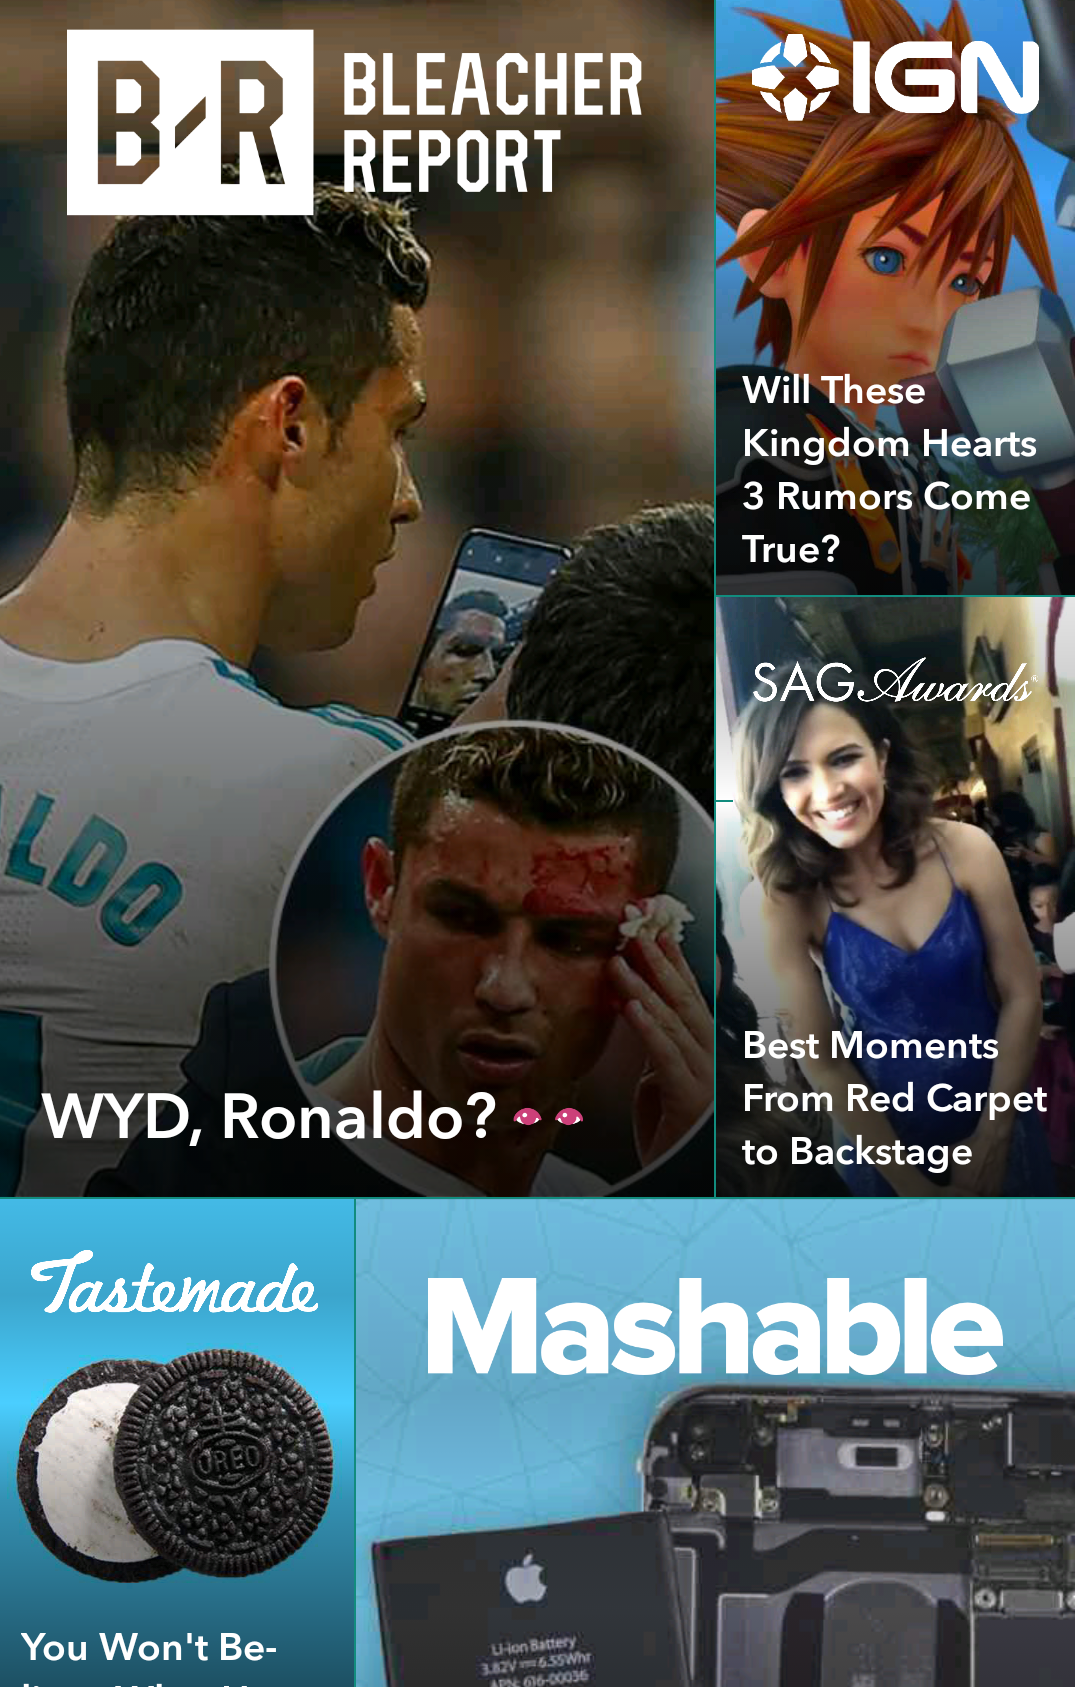 B/R BLEACHER
REPORT
ALDO
WYD, Ronaldo? 👀
IGN
Will These
Kingdom Hearts
3 Rumors Come
True?
SAG Awards
Best Moments
From Red Carpet
to Backstage
Tastemade
OREO
You Won't Be-
Mashable
Li-ion Battery
3.82V 6.55Whr
APN: 616-00036